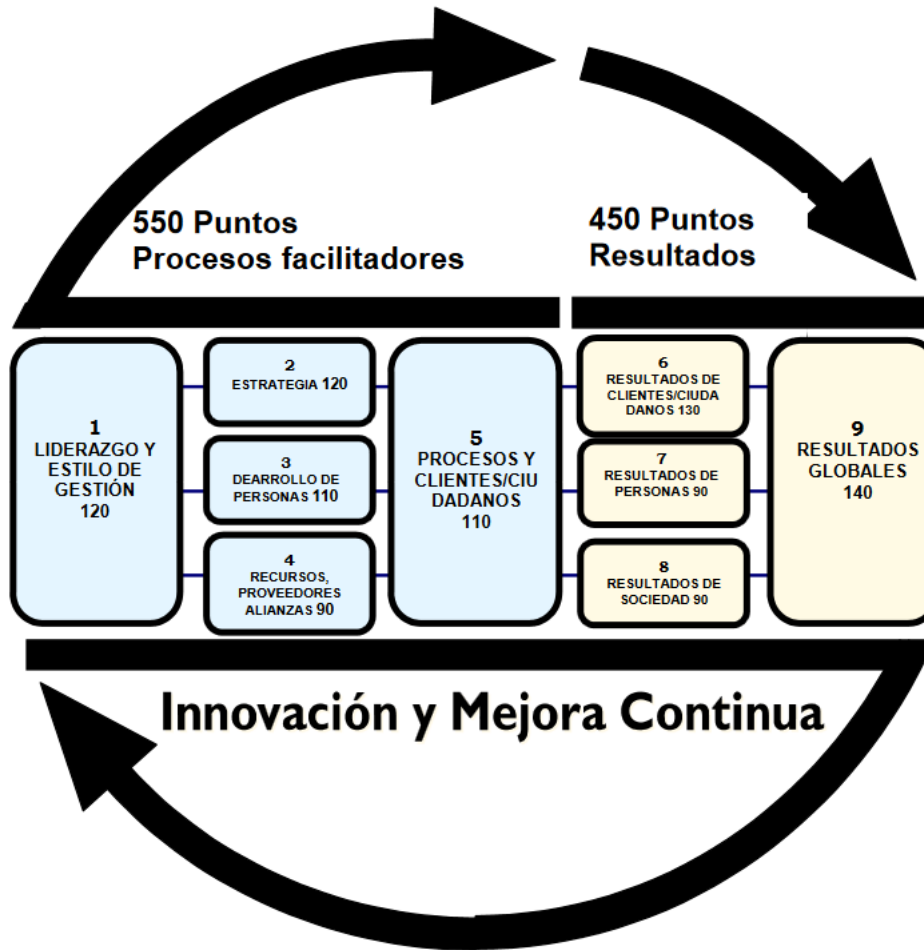 550 Puntos
Procesos facilitadores
450 Puntos
Resultados
1
LIDERAZGO Y
ESTILO DE
GESTIÓN
120
2
ESTRATEGIA 120
3
DEARROLLO DE
PERSONAS 110
4
RECURSOS,
PROVEEDORES
ALIANZAS 90
5
PROCESOS Y
CLIENTES/CIU
DADANOS
110
6
RESULTADOS DE
CLIENTES/CIUDA
DANOS 130
7
RESULTADOS DE
PERSONAS 90
8
RESULTADOS DE
SOCIEDAD 90
9
RESULTADOS
GLOBALES
140
Innovación y Mejora Continua